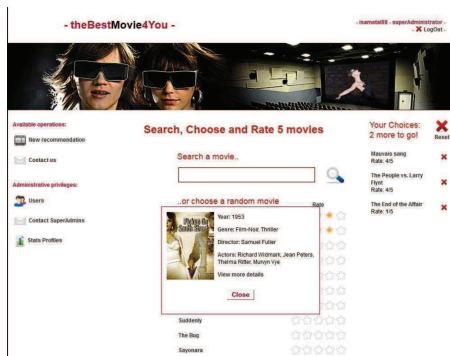 - theBestMovie4You -
- isametal88 - superAdministrator -
- LogOut -
Available operations:
New recommendation
Contact us
Administrative privileges:
Users
Contact SuperAdmins
Stats Profiles
Search, Choose and Rate 5 movies
Search a movie..
..or choose a random movie
Rate
Year: 1953
Genre: Film-Noir, Thriller
Director: Samuel Fuller
Actors: Richard Widmark, Jean Peters,
Thelma Ritter, Murvyn Vye
View more details
Close
Suddenly
The Bug
Sayonara
Your Choices:
2 more to go!
Reset
Mauvais sang
Rate: 4/5
The People vs. Larry
Flynt
Rate: 4/5
The End of the Affair
Rate: 1/5